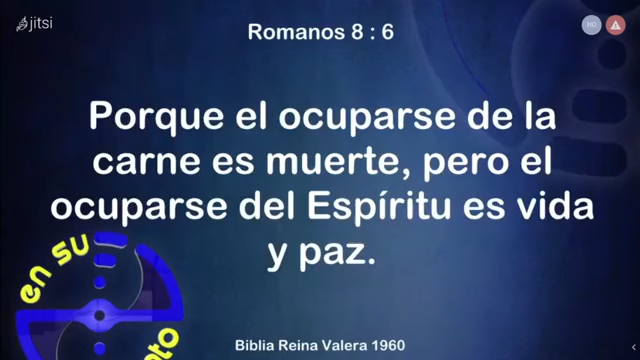 jitsi
Romanos 8 : 6
NO
Porque el ocuparse de la
carne es muerte, pero el
ocuparse del Espíritu es vida
y paz.
en su
Biblia Reina Valera 1960